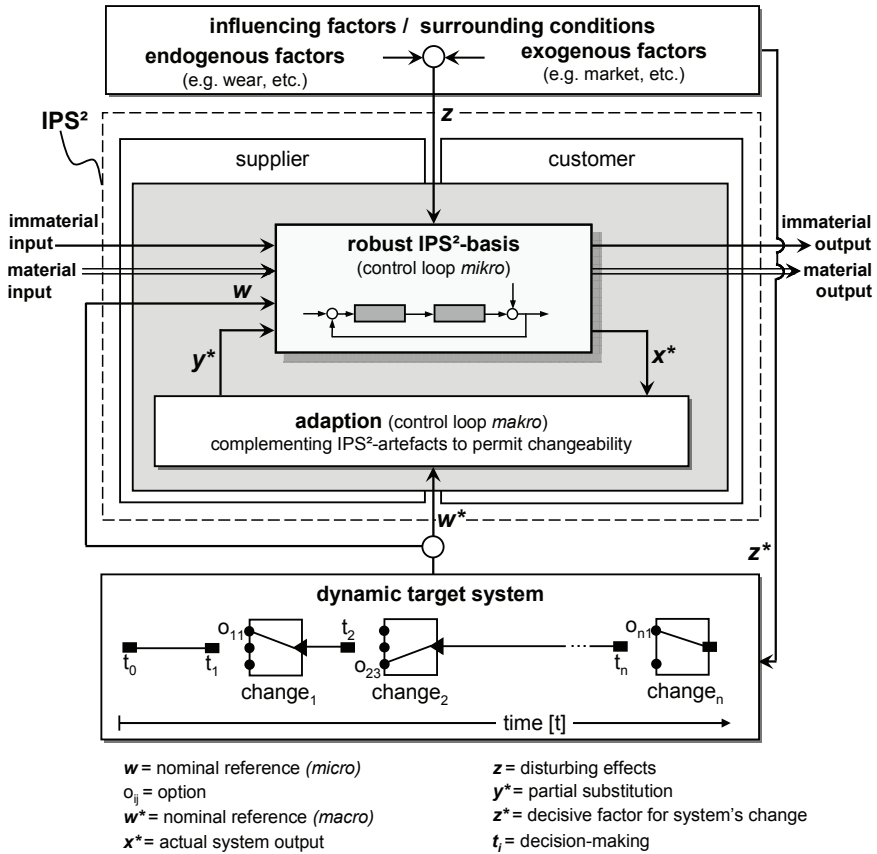 influencing factors / surrounding conditions
endogenous factors
(e.g. wear, etc.)
exogenous factors
(e.g. market, etc.)
IPS²
z
supplier
customer
immaterial
input
material
input
robust IPS²-basis
(control loop mikro)
immaterial
output
material
output
w
y*
x*
adaption (control loop makro)
complementing IPS²-artefacts to permit changeability
w*
z*
dynamic target system
t0
t1
o11
change1
t2
o23
change2
...
tn
on1
changen
time [t]
w = nominal reference (micro)
oij = option
w* = nominal reference (macro)
x* = actual system output
z = disturbing effects
y* = partial substitution
z* = decisive factor for system's change
ti = decision-making